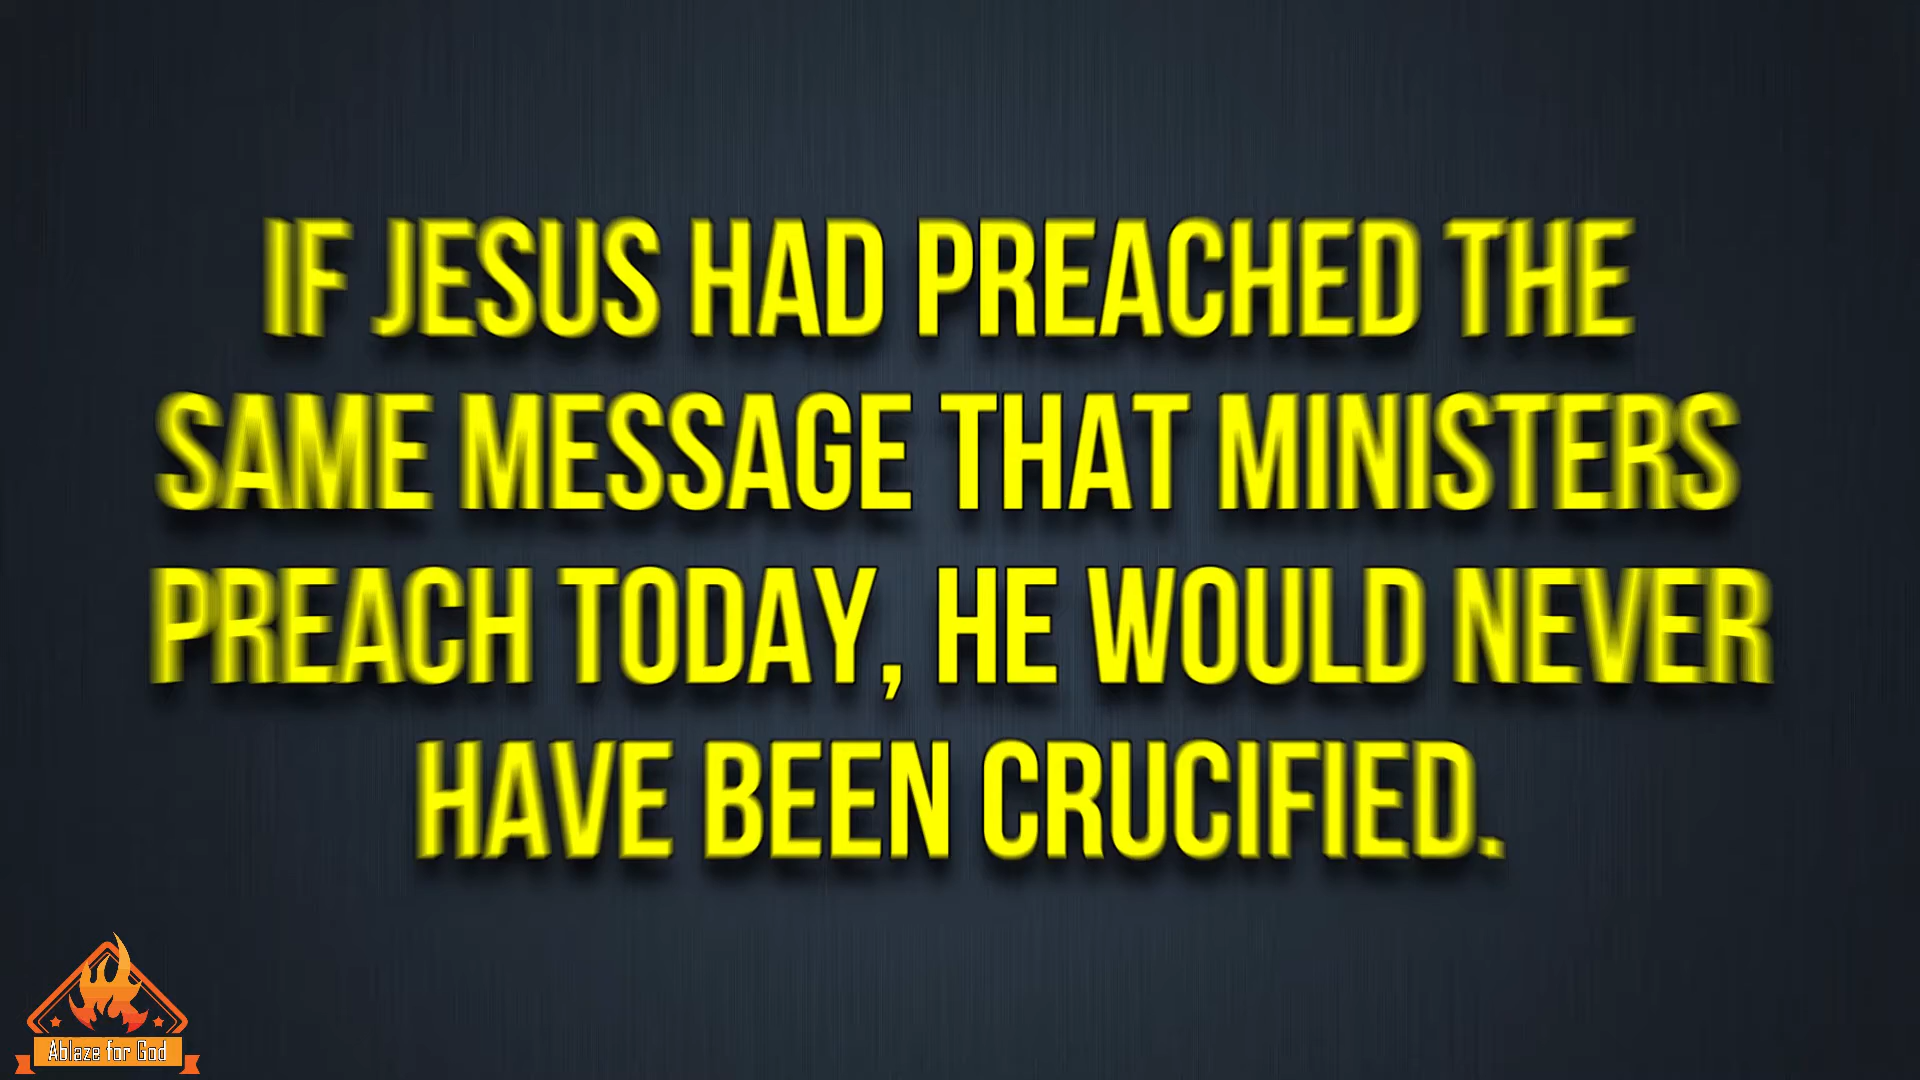 IF JESUS HAD PREACHED THE
SAME MESSAGE THAT MINISTERS
PREACH TODAY, HE WOULD NEVER
HAVE BEEN CRUCIFIED.
Ablaze for God